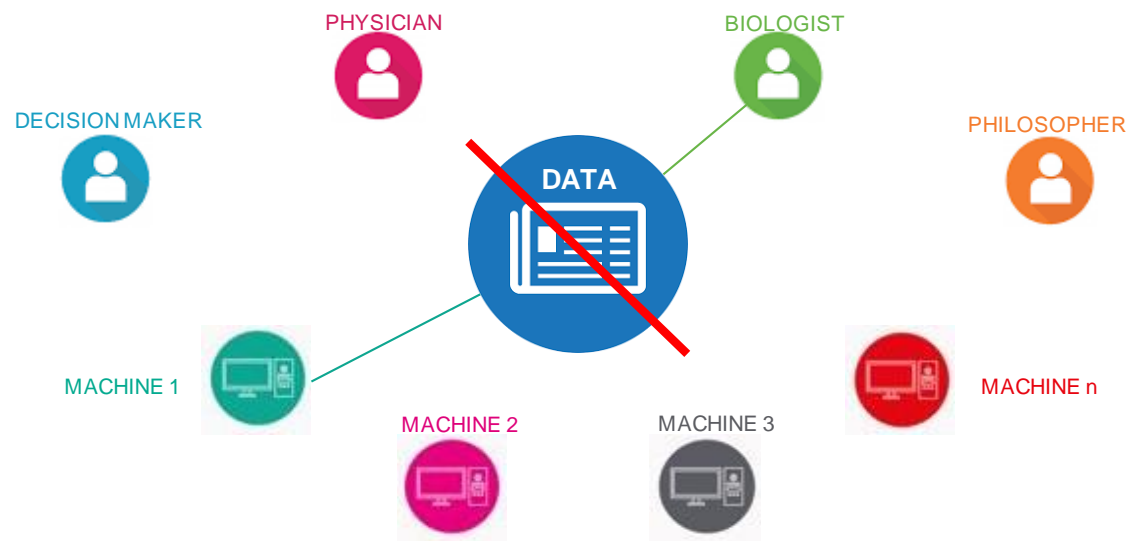 PHYSICIAN
BIOLOGIST
DECISION MAKER
PHILOSOPHER
DATA
MACHINE 1
MACHINE n
MACHINE 2
MACHINE 3